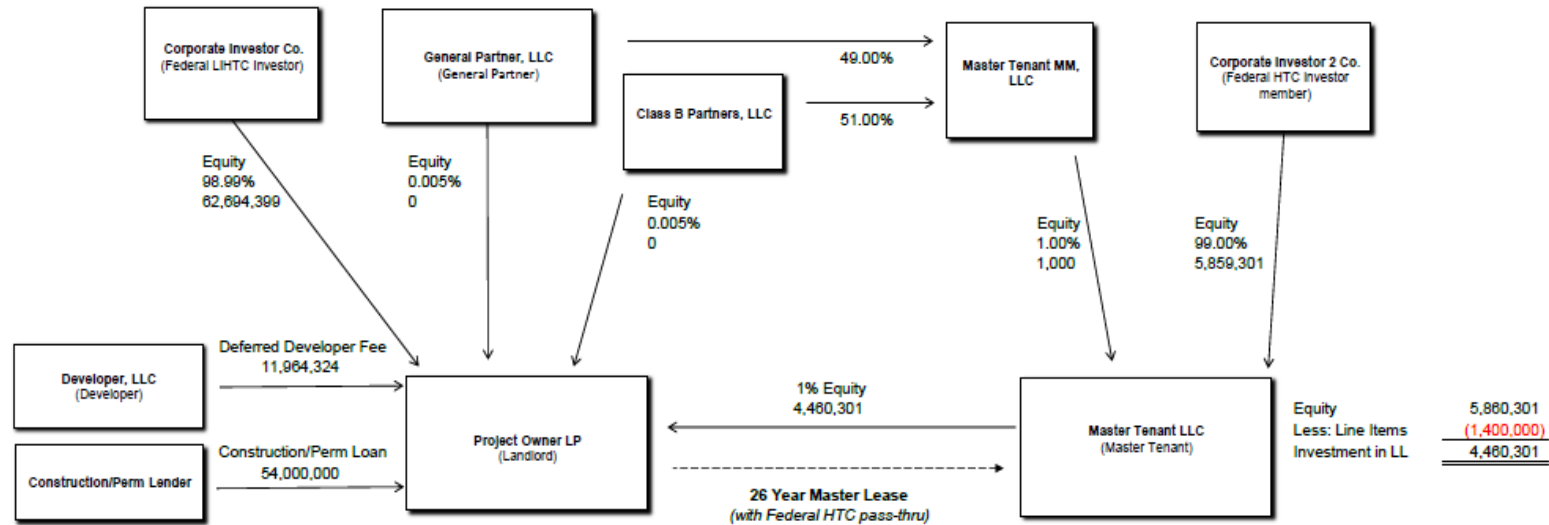 Corporate Investor Co.
(Federal LIHTC Investor)
General Partner, LLC
(General Partner)
49.00%
Class B Partners, LLC
51.00%
Master Tenant MM,
LLC
Corporate Investor 2 Co.
(Federal HTC Investor
member)
Equity
98.99%
62,694,399
Equity
0.005%
0
Equity
0.005%
0
Equity
1.00%
1,000
Equity
99.00%
5,859,301
Developer, LLC
(Developer)
Deferred Developer Fee
11,964,324
Construction/Perm Lender
Construction/Perm Loan
54,000,000
Project Owner LP
(Landlord)
1% Equity
4,460,301
26 Year Master Lease
(with Federal HTC pass-thru)
Master Tenant LLC
(Master Tenant)
Equity 5,860,301
Less: Line Items (1,400,000)
Investment in LL 4,460,301